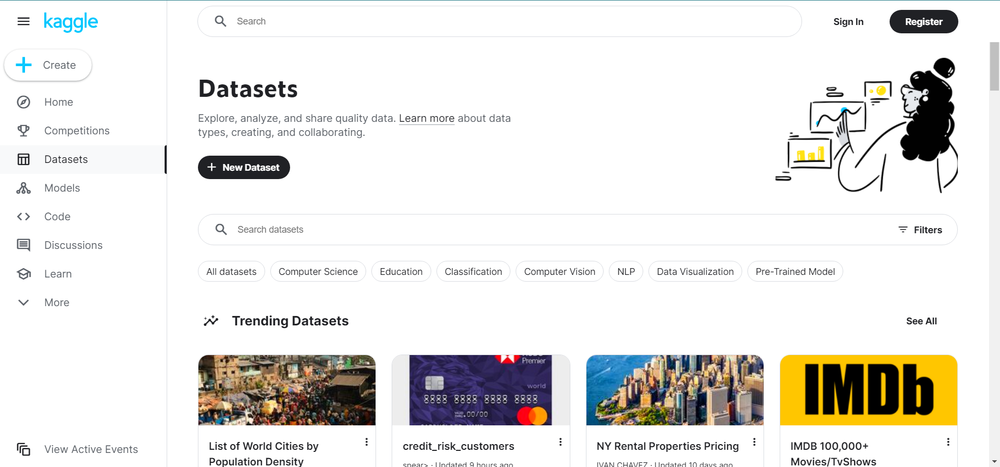 kaggle
Search
Sign In
Register
Create
Home
Competitions
Datasets
Models
Code
Discussions
Learn
More
View Active Events
Datasets
Explore, analyze, and share quality data. Learn more about data
types, creating, and collaborating.
New Dataset
Search datasets
Filters
All datasets
Computer Science
Education
Classification
Computer Vision
NLP
Data Visualization
Pre-Trained Model
Trending Datasets
See All
Premier
world
8888 8888 8888 8888
VALID
THRU
00/00
CARDHOLDER NAME
IMDb
List of World Cities by
Population Density
credit_risk_customers
spear> · Updated 9 hours ago
NY Rental Properties Pricing
IVAN CHAVEZ · Updated 10 days ago
IMDB 100,000+
Movies/TvShows